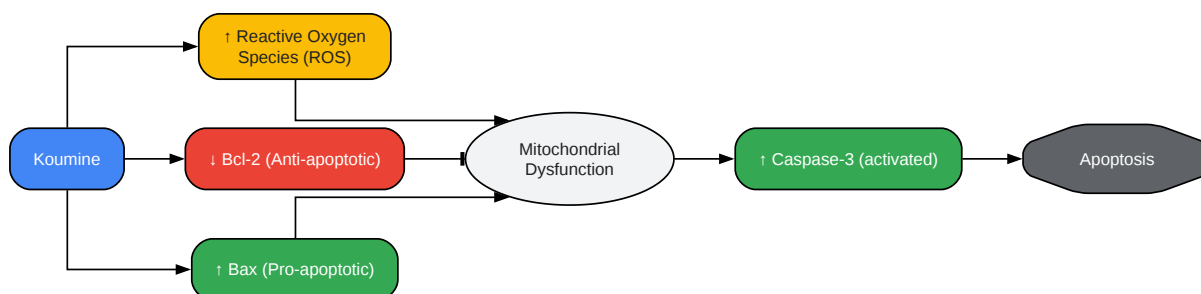 ↑ Reactive Oxygen
Species (ROS)
Koumine
↓ Bcl-2 (Anti-apoptotic)
Mitochondrial
Dysfunction
↑ Caspase-3 (activated)
Apoptosis
↑ Bax (Pro-apoptotic)